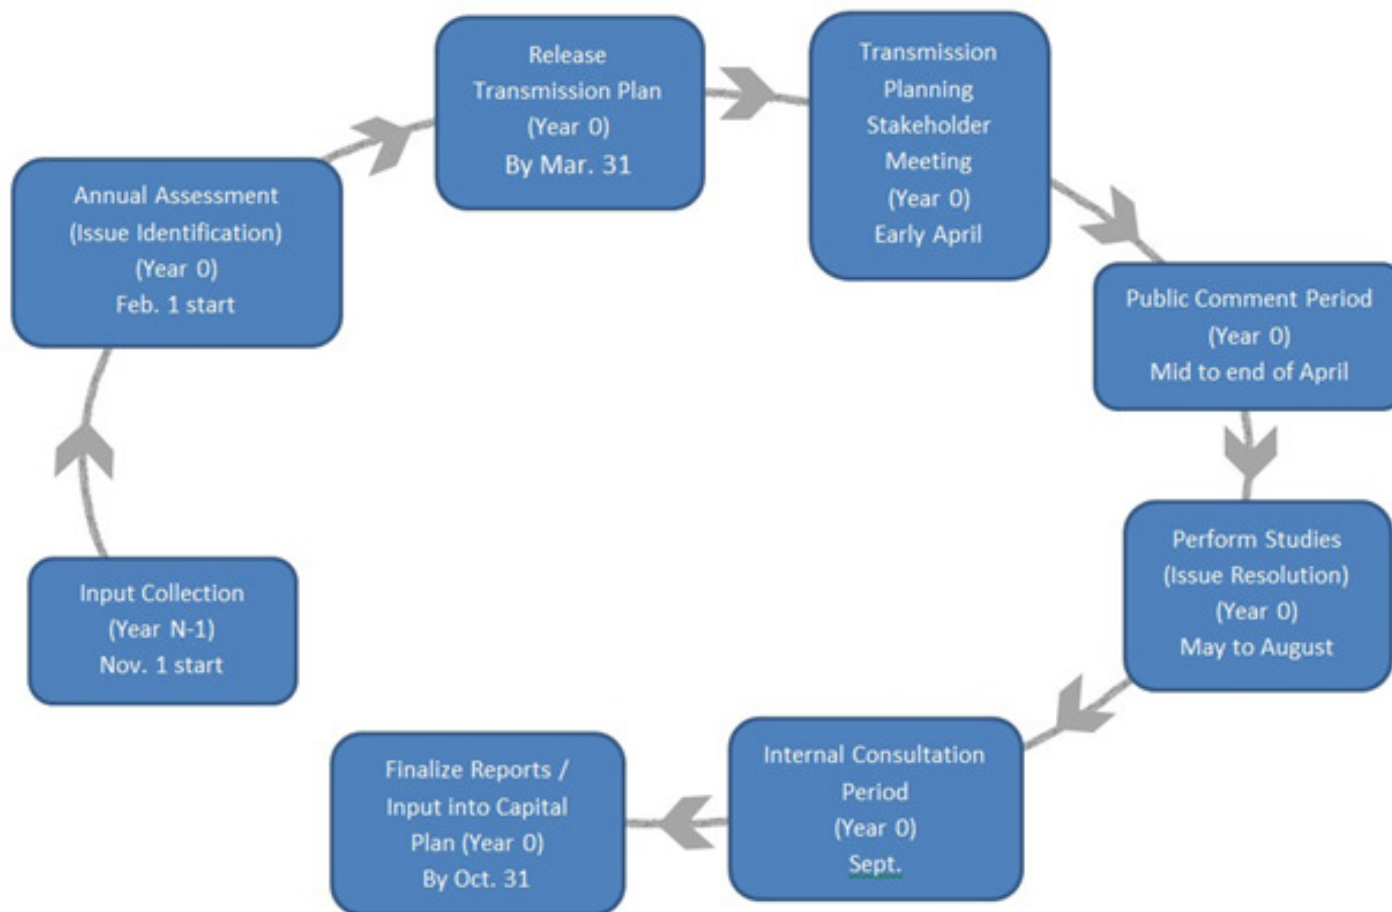 Release
Transmission Plan
(Year 0)
By Mar. 31
Transmission
Planning
Stakeholder
Meeting
(Year 0)
Early April
Annual Assessment
(Issue Identification)
(Year 0)
Feb. 1 start
Public Comment Period
(Year 0)
Mid to end of April
Perform Studies
(Issue Resolution)
(Year 0)
May to August
Input Collection
(Year N-1)
Nov. 1 start
Internal Consultation
Period
(Year 0)
Sept.
Finalize Reports /
Input into Capital
Plan (Year 0)
By Oct. 31